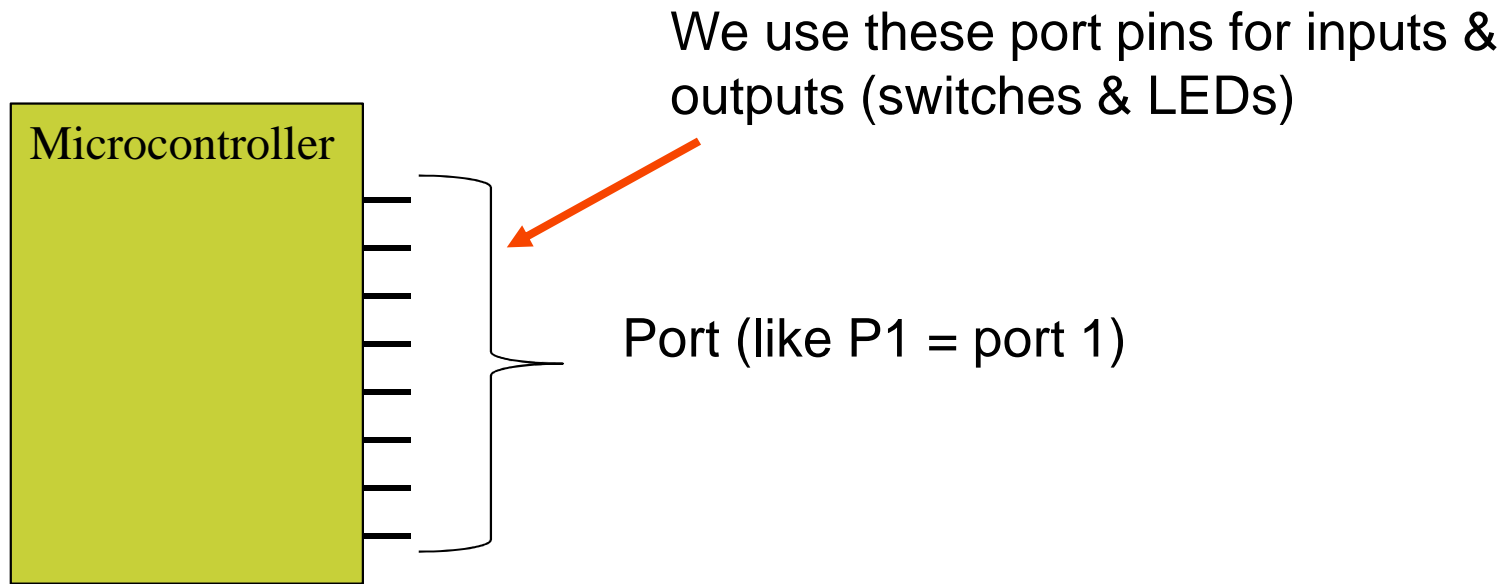 We use these port pins for inputs &
outputs (switches & LEDs)
Microcontroller
Port (like P1 = port 1)